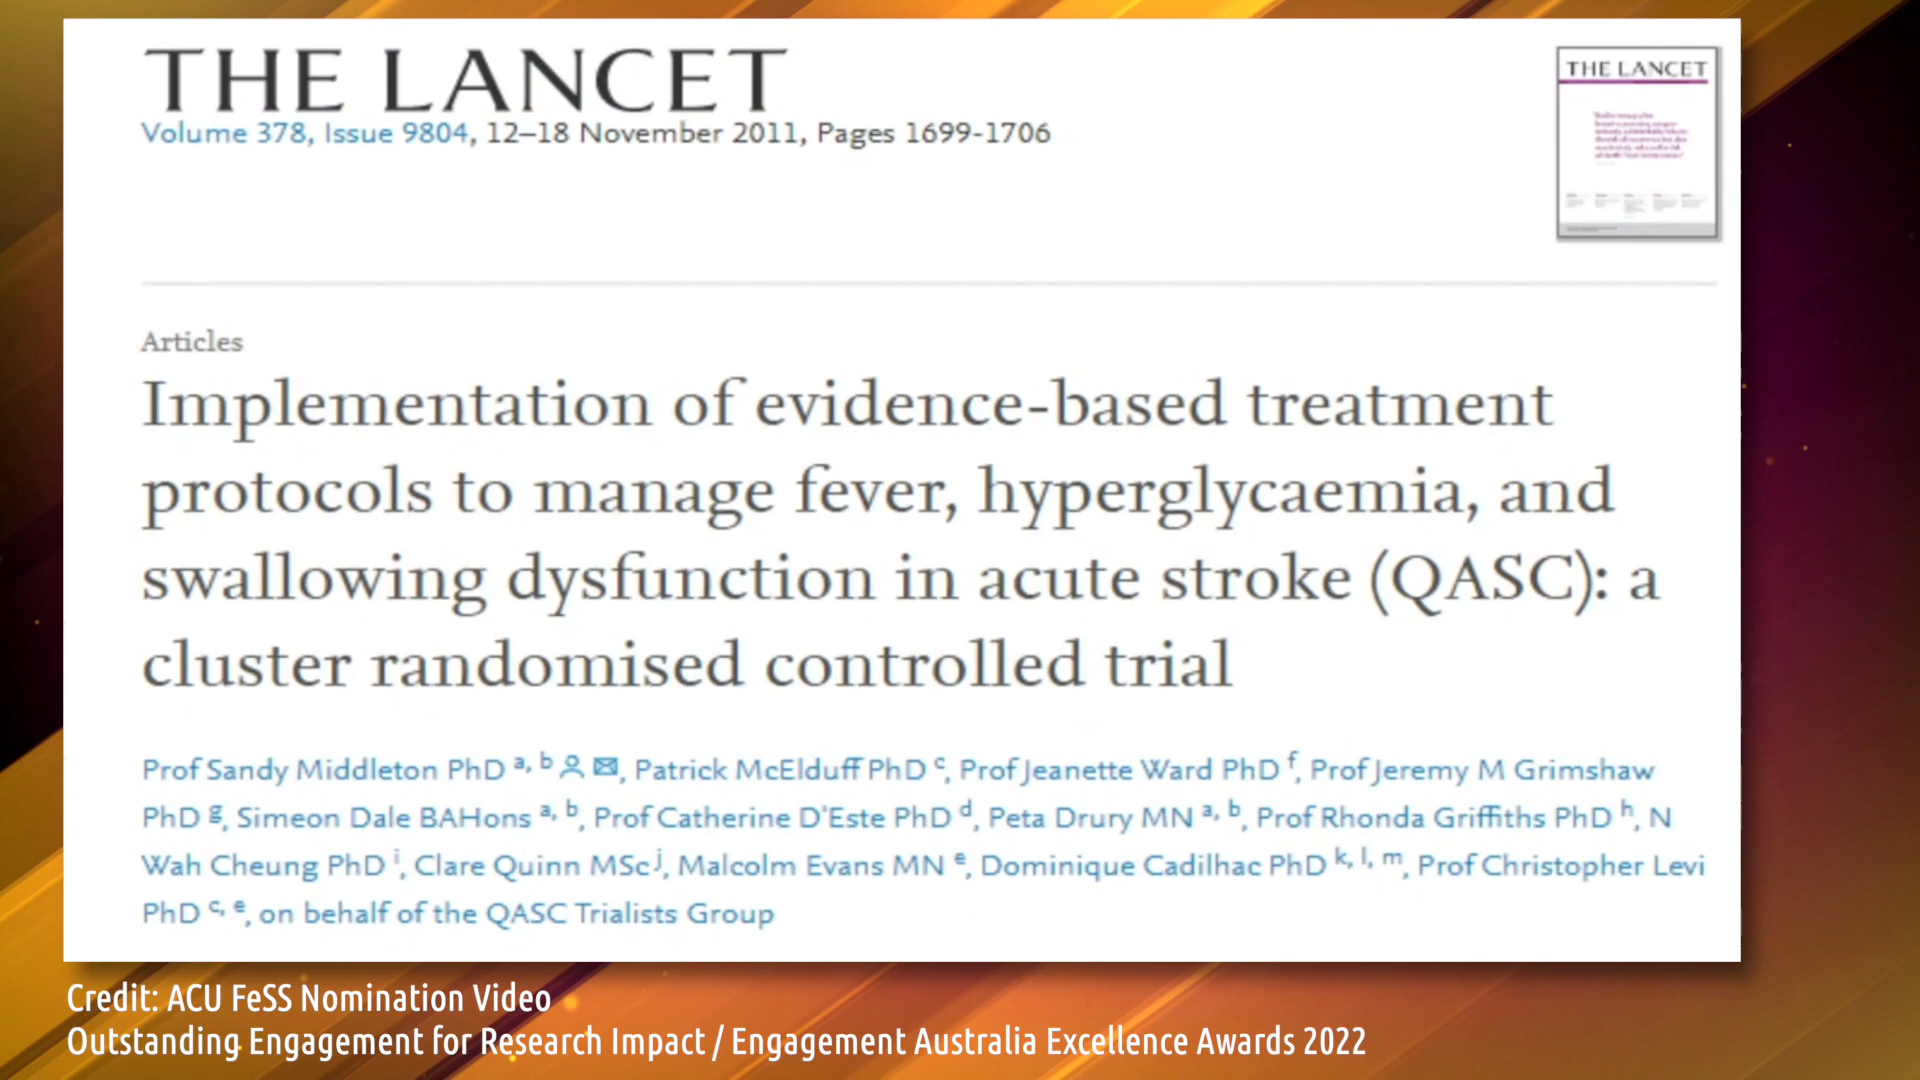 THE LANCET
Volume 378, Issue 9804, 12–18 November 2011, Pages 1699-1706
THE LANCET
Articles
Implementation of evidence-based treatment
protocols to manage fever, hyperglycaemia, and
swallowing dysfunction in acute stroke (QASC): a
cluster randomised controlled trial
Prof Sandy Middleton PhD a, b, Patrick McElduff PhD c, Prof Jeanette Ward PhD f, Prof Jeremy M Grimshaw
PhD g, Simeon Dale BAHons a, b, Prof Catherine D'Este PhD d, Peta Drury MN a, b, Prof Rhonda Griffiths PhD h, N
Wah Cheung PhD i, Clare Quinn MSc j, Malcolm Evans MN e, Dominique Cadilhac PhD k, l, m, Prof Christopher Levi
PhD c, e, on behalf of the QASC Trialists Group
Credit: ACU FeSS Nomination Video
Outstanding Engagement for Research Impact / Engagement Australia Excellence Awards 2022